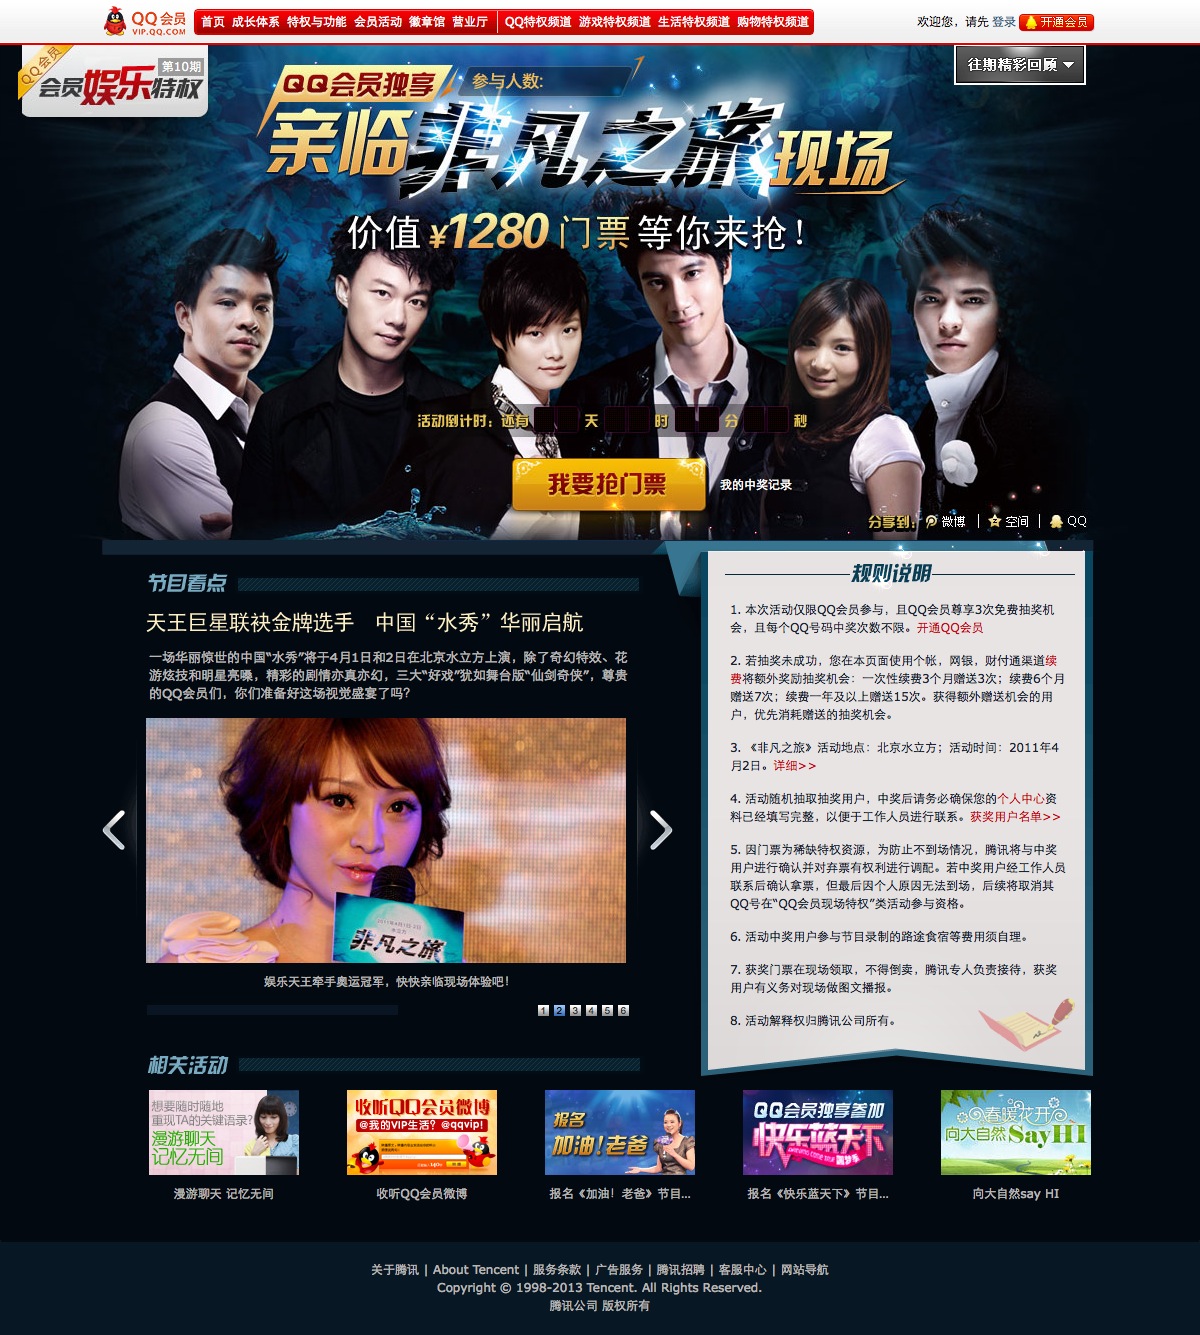 QQ会员
VIP.QQ.COM
首页 成长体系 特权与功能 会员活动 徽章馆 营业厅 QQ特权频道 游戏特权频道 生活特权频道 购物特权频道
欢迎您，请先 登录 开通会员
QQ会员
第10期
会员娱乐特权
往期精彩回顾
QQ会员独享
参与人数:
亲临非凡之旅现场
价值¥1280门票等你来抢！
活动倒计时：还有 天 时 分 秒
我要抢门票
我的中奖记录
分享到： 微博 空间 QQ
节目看点
天王巨星联袂金牌选手 中国“水秀”华丽启航
一场华丽惊世的中国“水秀”将于4月1日和2日在北京水立方上演，除了奇幻特效、花
游炫技和明星亮嗓，精彩的剧情亦真亦幻，三大“好戏”犹如舞台版“仙剑奇侠”，尊贵
的QQ会员们，你们准备好这场视觉盛宴了吗？
非凡之旅
娱乐天王牵手奥运冠军，快快亲临现场体验吧！
1 2 3 4 5 6
规则说明
1. 本次活动仅限QQ会员参与，且QQ会员尊享3次免费抽奖机
会，且每个QQ号码中奖次数不限。开通QQ会员
2. 若抽奖未成功，您在本页面使用个帐，网银，财付通渠道续
费将额外奖励抽奖机会：一次性续费3个月赠送3次；续费6个月
赠送7次；续费一年及以上赠送15次。获得额外赠送机会的用
户，优先消耗赠送的抽奖机会。
3. 《非凡之旅》活动地点：北京水立方；活动时间：2011年4
月2日。详细>>
4. 活动随机抽取抽奖用户，中奖后请务必确保您的个人中心资
料已经填写完整，以便于工作人员进行联系。获奖用户名单>>
5. 因门票为稀缺特权资源，为防止不到场情况，腾讯将与中奖
用户进行确认并对弃票有权利进行调配。若中奖用户经工作人员
联系后确认拿票，但最后因个人原因无法到场，后续将取消其
QQ号在“QQ会员现场特权”类活动参与资格。
6. 活动中奖用户参与节目录制的路途食宿等费用须自理。
7. 获奖门票在现场领取，不得倒卖，腾讯专人负责接待，获奖
用户有义务对现场做图文播报。
8. 活动解释权归腾讯公司所有。
相关活动
想要随时随地
重现TA的关键语录?
漫游聊天
记忆无间
收听QQ会员微博
@我的VIP生活? @qqvip!
报名
加油!老爸
QQ会员独享参加
快乐蓝天下
春暖花开
向大自然SayHI
漫游聊天 记忆无间
收听QQ会员微博
报名《加油！老爸》节目...
报名《快乐蓝天下》节目...
向大自然say HI
关于腾讯 | About Tencent | 服务条款 | 广告服务 | 腾讯招聘 | 客服中心 | 网站导航
Copyright © 1998-2013 Tencent. All Rights Reserved.
腾讯公司 版权所有